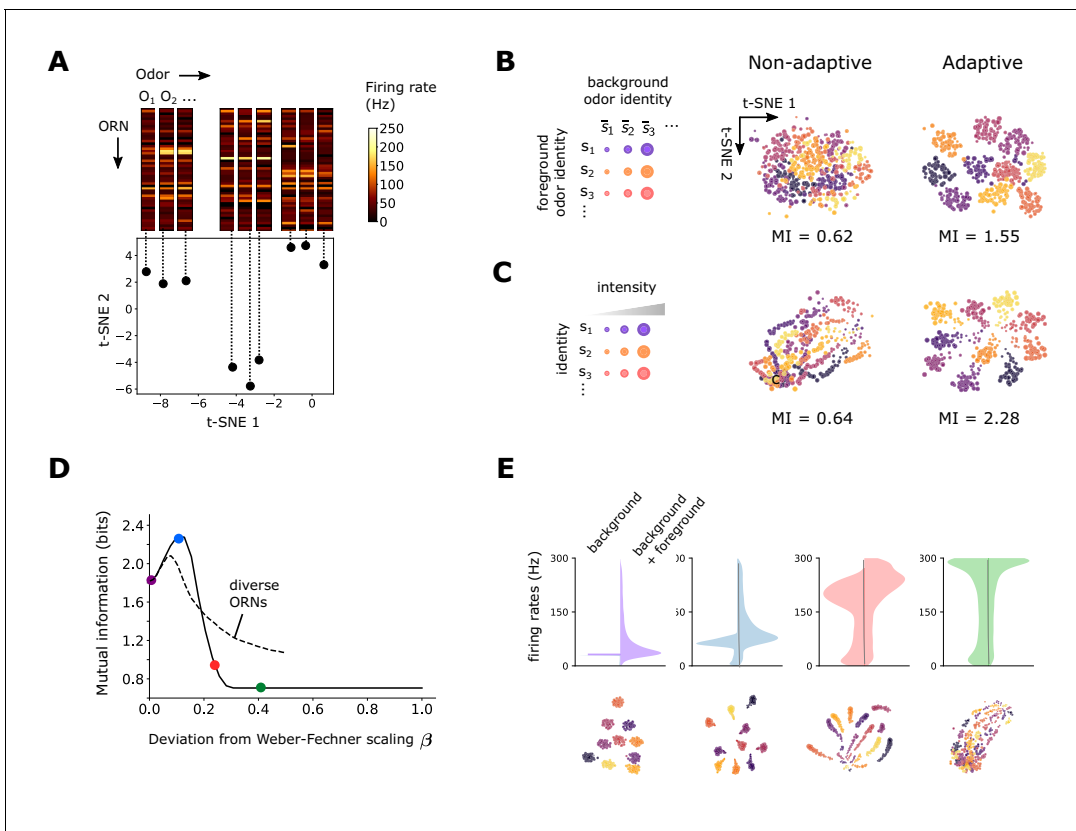 A
Odor
O1 O2 ...
ORN
Firing rate
(Hz)
250
200
150
100
50
0
4
2
0
−2
−4
−6
t-SNE 2
−8 −6 −4 −2 0
t-SNE 1
B
background
odor identity
s̄1 s̄2 s̄3 ...
foreground
odor identity
s1
s2
s3
...
Non-adaptive
Adaptive
t-SNE 1
t-SNE 2
MI = 0.62
MI = 1.55
C
intensity
identity
s1
s2
s3
...
C
MI = 0.64
MI = 2.28
D
Mutual information (bits)
2.4
2.0
1.6
1.2
0.8
diverse
ORNs
0.0 0.2 0.4 0.6 0.8 1.0
Deviation from Weber-Fechner scaling β
E
background
background
+ foreground
firing rates (Hz)
300
150
0
00
50
0
300
150
0
300
150
0